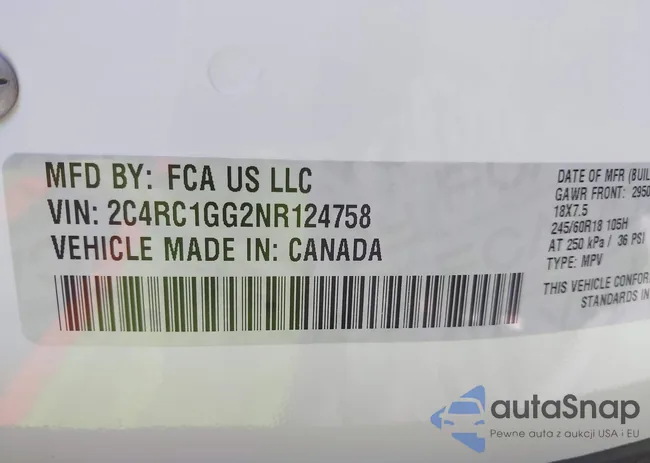 MFD BY: FCA US LLC
VIN: 2C4RC1GG2NR124758
VEHICLE MADE IN: CANADA
DATE OF MFR (BUIL
GAWR FRONT: 2950
18X7.5
245/60R18 105H
AT 250 kPa / 36 PSI
TYPE: MPV
THIS VEHICLE CONFOR
STANDARDS IN
autaSnap
Pewne auta z aukcji USA i EU